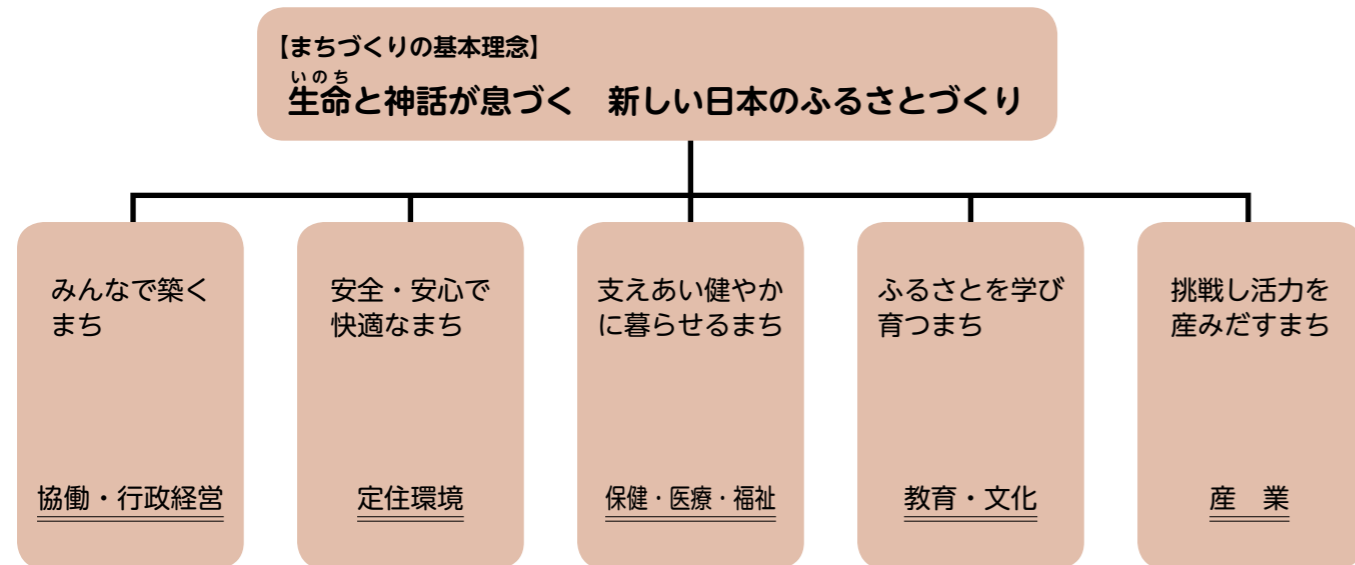 【まちづくりの基本理念】
いのち
生命と神話が息づく　新しい日本のふるさとづくり
みんなで築く
まち
協働・行政経営
安全・安心で
快適なまち
定住環境
支えあい健やか
に暮らせるまち
保健・医療・福祉
ふるさとを学び
育つまち
教育・文化
挑戦し活力を
産みだすまち
産　業